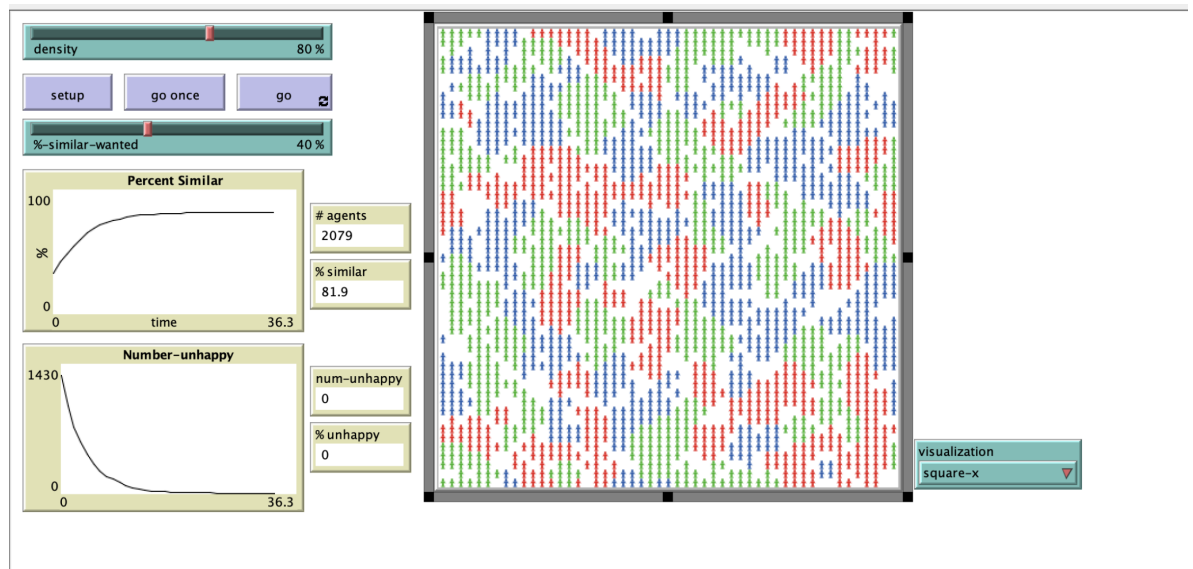 density 80 %
setup go once go
%-similar-wanted 40 %
Percent Similar
100
%
0
0 time 36.3
# agents
2079
% similar
81.9
Number-unhappy
1430
0
0 36.3
num-unhappy
0
% unhappy
0
visualization
square-x